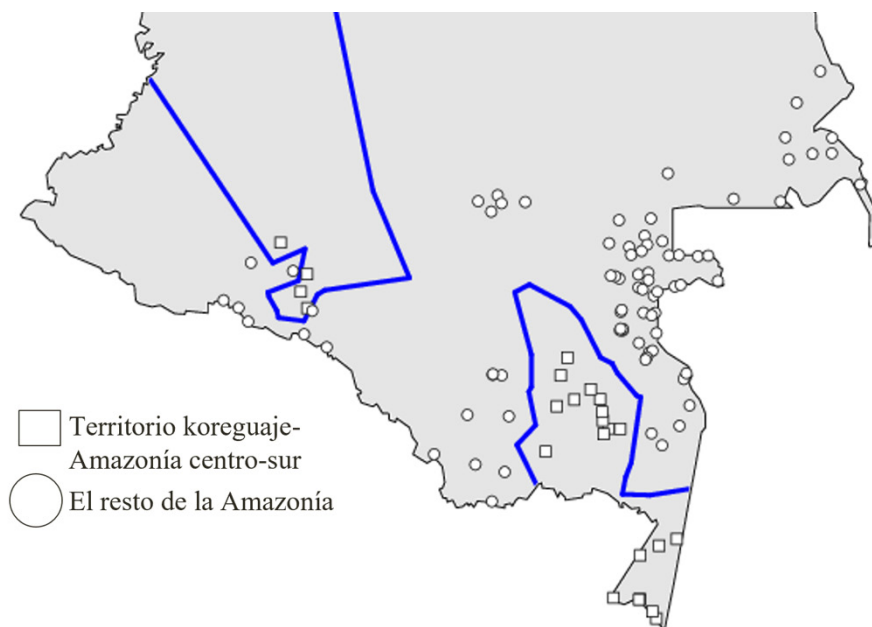 Territorio koreguaje-
Amazonía centro-sur
El resto de la Amazonía